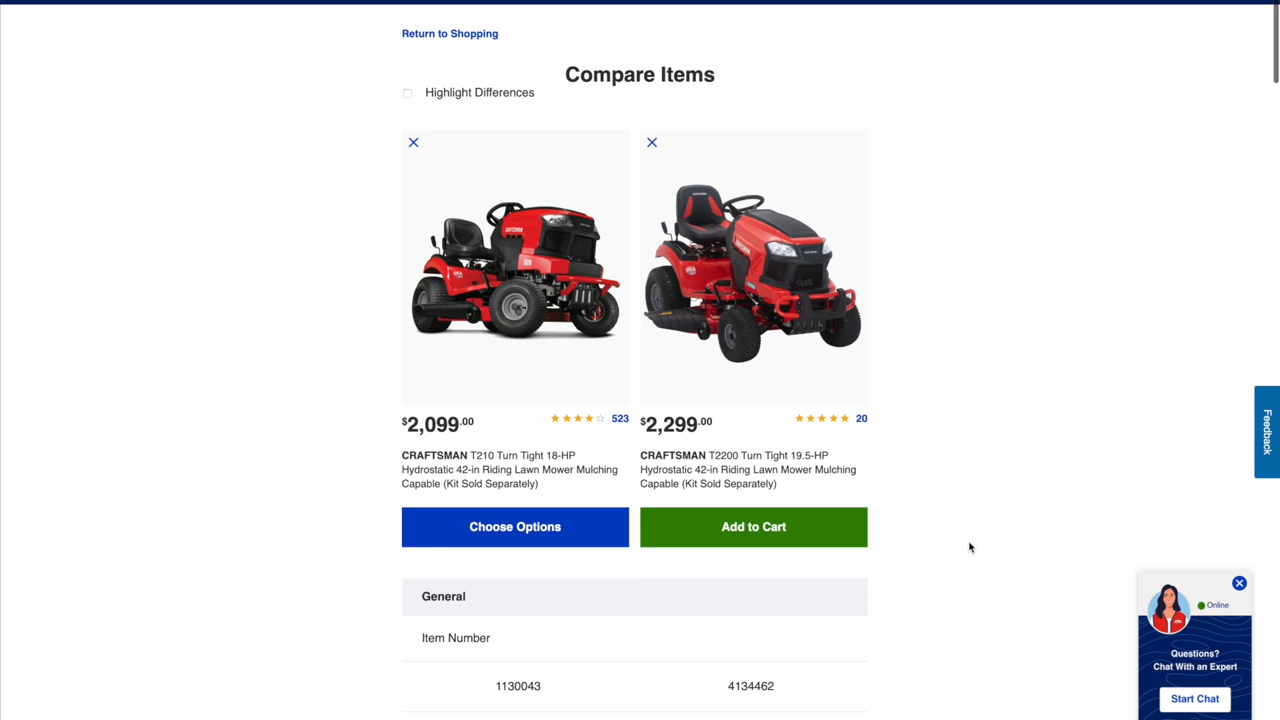 Return to Shopping
Compare Items
Highlight Differences
$2,099.00
523
$2,299.00
20
CRAFTSMAN T210 Turn Tight 18-HP
Hydrostatic 42-in Riding Lawn Mower Mulching
Capable (Kit Sold Separately)
CRAFTSMAN T2200 Turn Tight 19.5-HP
Hydrostatic 42-in Riding Lawn Mower Mulching
Capable (Kit Sold Separately)
Choose Options
Add to Cart
General
Item Number
1130043
4134462
Feedback
Online
Questions?
Chat With an Expert
Start Chat